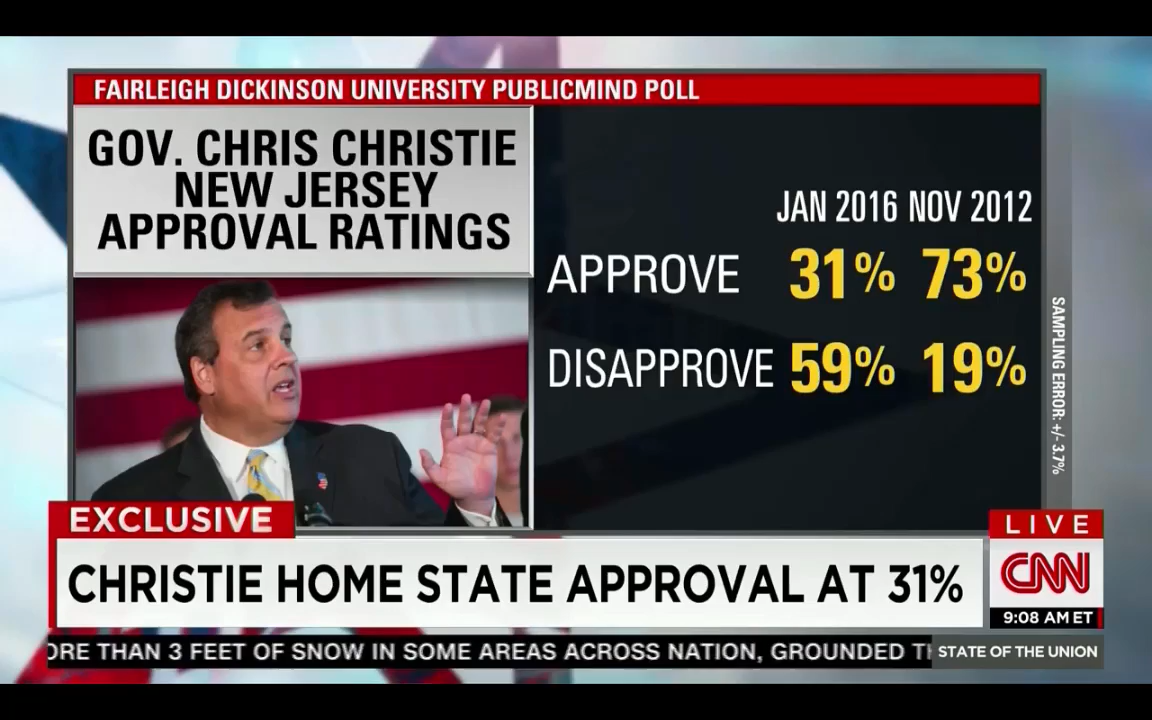 FAIRLEIGH DICKINSON UNIVERSITY PUBLICMIND POLL
GOV. CHRIS CHRISTIE
NEW JERSEY
APPROVAL RATINGS
JAN 2016 NOV 2012
APPROVE 31% 73%
DISAPPROVE 59% 19%
SAMPLING ERROR: +/- 3.7%
EXCLUSIVE
CHRISTIE HOME STATE APPROVAL AT 31%
LIVE
CNN
9:08 AM ET
THAN 3 FEET OF SNOW IN SOME AREAS ACROSS NATION, GROUNDED
STATE OF THE UNION